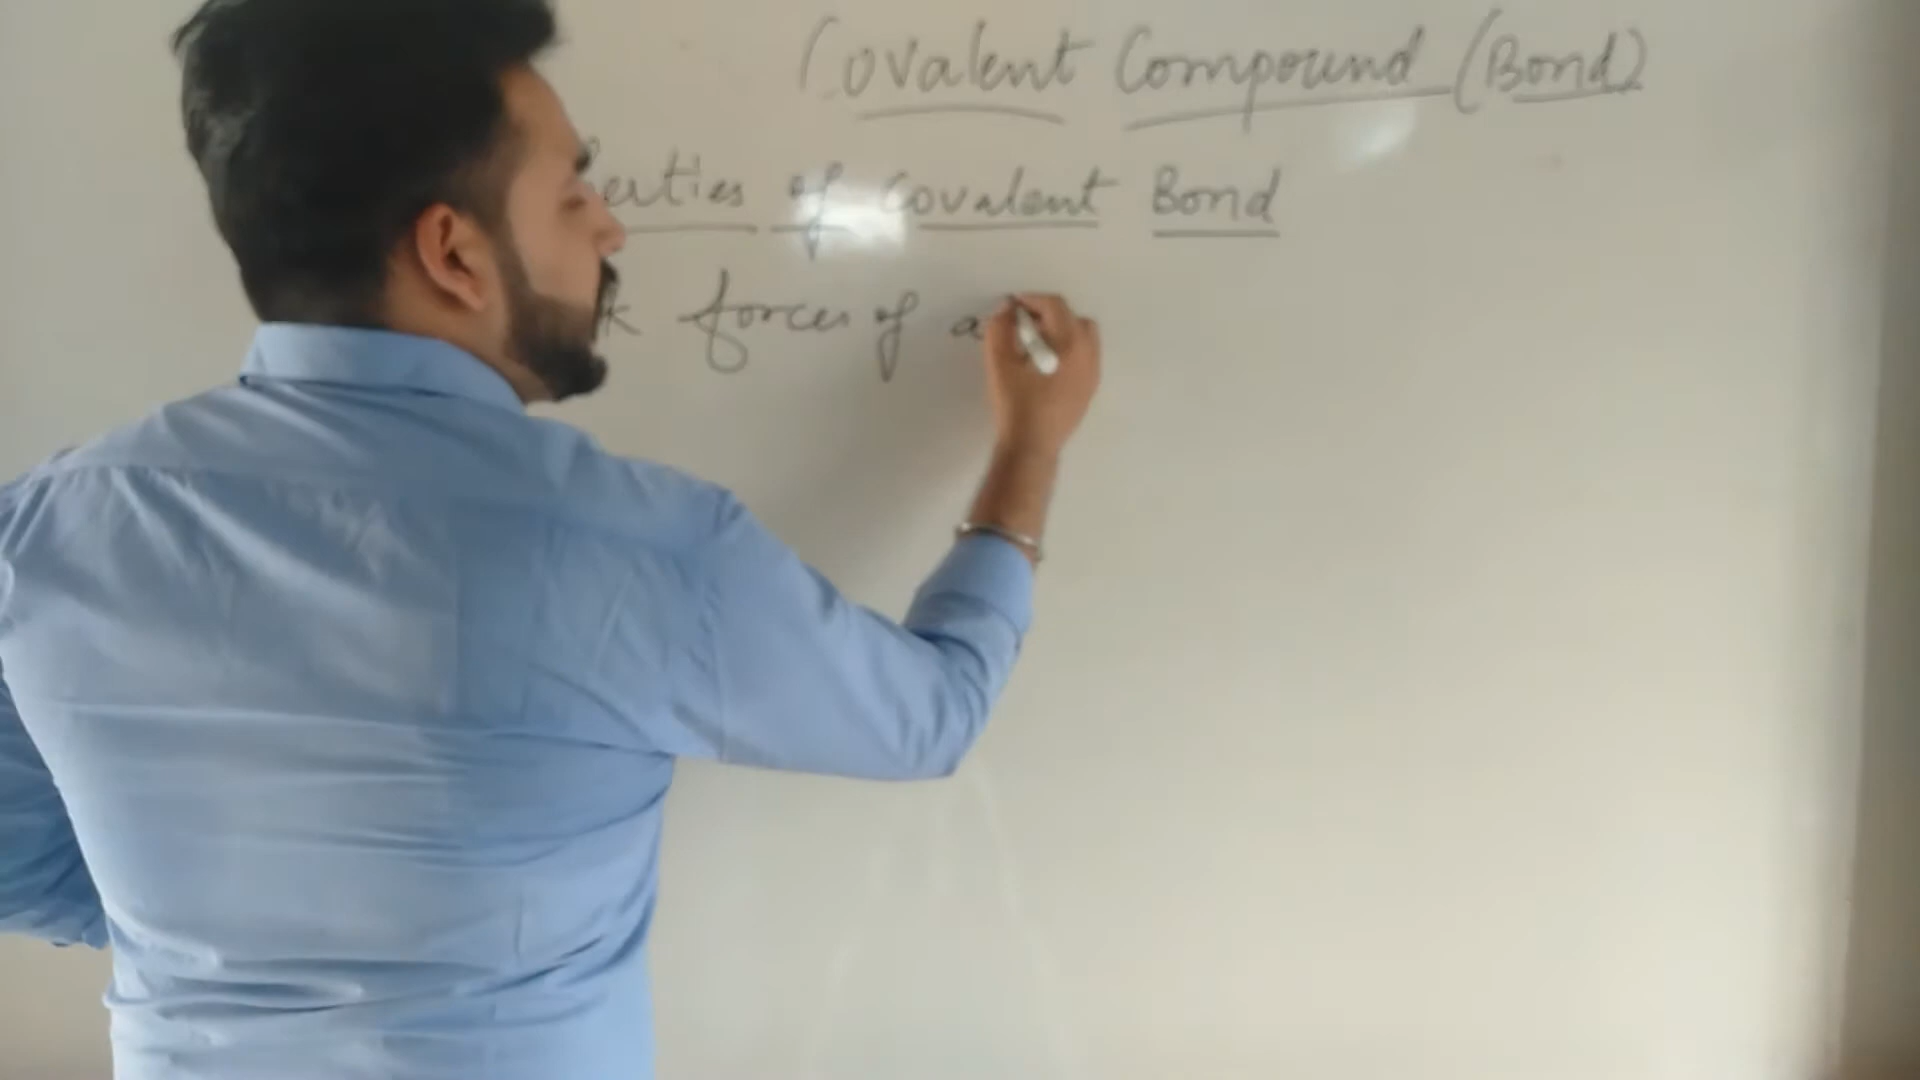 Covalent Compound (Bond)
erties of Covalent Bond
k forces of a